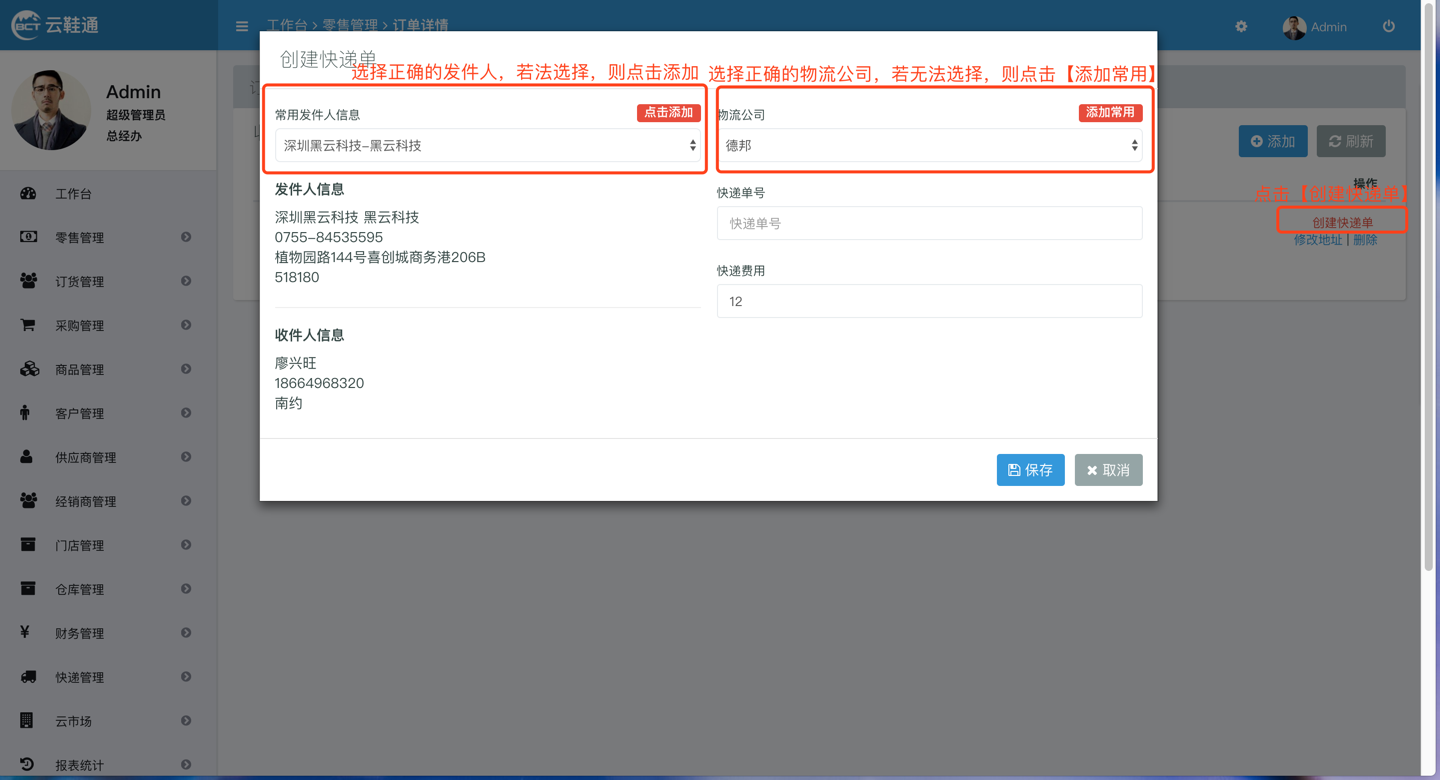 BCT 云鞋通
工作台 > 零售管理 > 订单详情
Admin
Admin
超级管理员
总经办
工作台
零售管理
订货管理
采购管理
商品管理
客户管理
供应商管理
经销商管理
门店管理
仓库管理
财务管理
快递管理
云市场
报表统计
创建快递单
选择正确的发件人，若法选择，则点击添加
选择正确的物流公司，若无法选择，则点击【添加常用】
常用发件人信息
点击添加
深圳黑云科技-黑云科技
物流公司
添加常用
德邦
发件人信息
深圳黑云科技 黑云科技
0755-84535595
植物园路144号喜创城商务港206B
518180
快递单号
快递单号
快递费用
12
收件人信息
廖兴旺
18664968320
南约
保存
取消
添加
刷新
操作
点击【创建快递单】
创建快递单
修改地址 | 删除